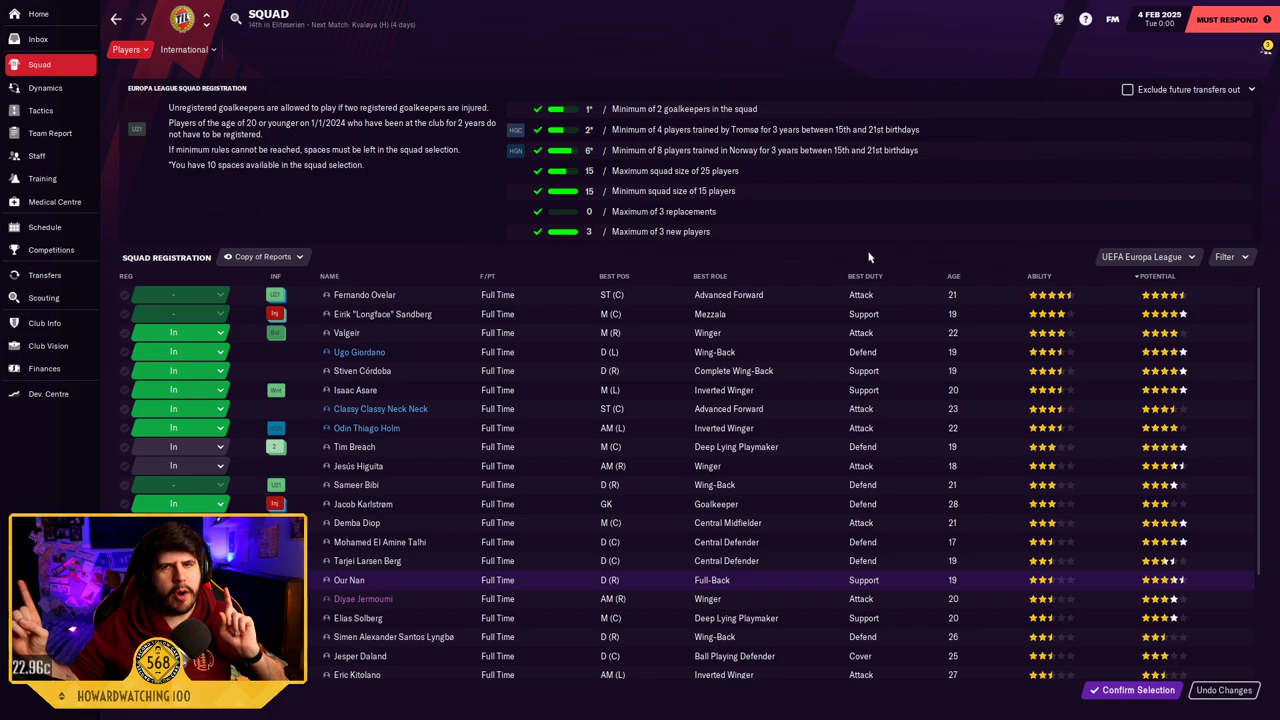 Home
SQUAD
14th in Eliteserien - Next Match: Kvaløya (H) (4 days)
FM
4 FEB 2025
Tue 0:00
MUST RESPOND
Inbox
Players
International
3
Squad
Dynamics
Tactics
Team Report
Staff
Training
Medical Centre
Schedule
Competitions
Transfers
Scouting
Club Info
Club Vision
Finances
Dev. Centre
EUROPA LEAGUE SQUAD REGISTRATION
Exclude future transfers out
U21
Unregistered goalkeepers are allowed to play if two registered goalkeepers are injured.
Players of the age of 20 or younger on 1/1/2024 who have been at the club for 2 years do
not have to be registered.
If minimum rules cannot be reached, spaces must be left in the squad selection.
*You have 10 spaces available in the squad selection.
1* / Minimum of 2 goalkeepers in the squad
HGC 2* / Minimum of 4 players trained by Tromsø for 3 years between 15th and 21st birthdays
HGN 6* / Minimum of 8 players trained in Norway for 3 years between 15th and 21st birthdays
15 / Maximum squad size of 25 players
15 / Minimum squad size of 15 players
0 / Maximum of 3 replacements
3 / Maximum of 3 new players
SQUAD REGISTRATION
Copy of Reports
UEFA Europa League
Filter
REG INF NAME F/PT BEST POS BEST ROLE BEST DUTY AGE ABILITY POTENTIAL
- U21 Fernando Ovelar Full Time ST (C) Advanced Forward Attack 21
- Inj Eirik "Longface" Sandberg Full Time M (C) Mezzala Support 19
In Valgeir Full Time M (R) Winger Attack 22
In Ugo Giordano Full Time D (L) Wing-Back Defend 19
In Stiven Córdoba Full Time D (R) Complete Wing-Back Support 19
In Wnt Isaac Asare Full Time M (L) Inverted Winger Support 20
In Classy Classy Neck Neck Full Time ST (C) Advanced Forward Attack 23
In HGN Odin Thiago Holm Full Time AM (L) Inverted Winger Attack 22
In 2 Tim Breach Full Time M (C) Deep Lying Playmaker Defend 19
In Jesús Higuita Full Time AM (R) Winger Attack 18
- U21 Sameer Bibi Full Time D (R) Wing-Back Defend 21
In Inj Jacob Karlstrøm Full Time GK Goalkeeper Defend 28
Demba Diop Full Time M (C) Central Midfielder Attack 21
Mohamed El Amine Talhi Full Time D (C) Central Defender Defend 17
Tarjei Larsen Berg Full Time D (C) Central Defender Defend 19
Our Nan Full Time D (R) Full-Back Support 19
Diyae Jermoumi Full Time AM (R) Winger Attack 20
Elias Solberg Full Time M (C) Deep Lying Playmaker Support 20
Simen Alexander Santos Lyngbø Full Time D (R) Wing-Back Defend 26
Jesper Daland Full Time D (C) Ball Playing Defender Cover 25
Eric Kitolano Full Time AM (L) Inverted Winger Attack 27
Confirm Selection
Undo Changes
22.96c
568
HOWARDWATCHING 100